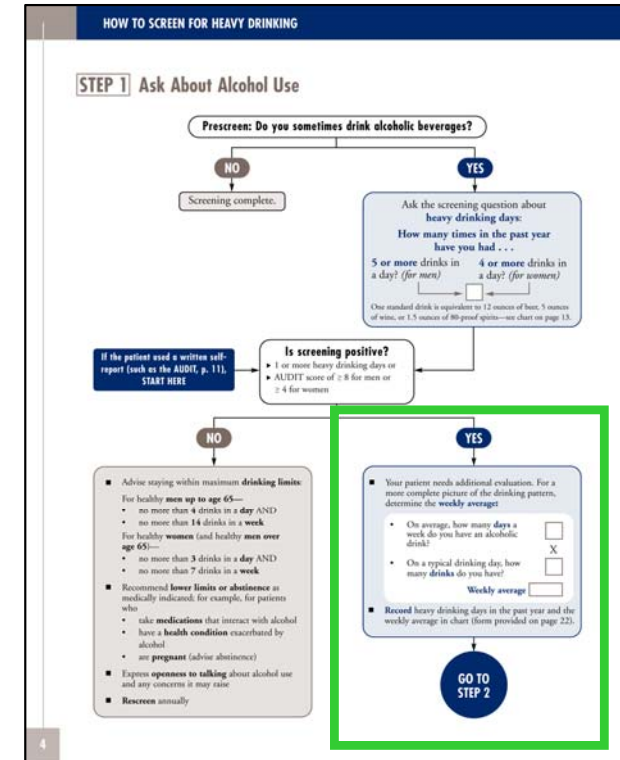 HOW TO SCREEN FOR HEAVY DRINKING
STEP 1 Ask About Alcohol Use
Prescreen: Do you sometimes drink alcoholic beverages?
NO
YES
Screening complete.
Ask the screening question about
heavy drinking days:
How many times in the past year
have you had . . .
5 or more drinks in
a day? (for men)
4 or more drinks in
a day? (for women)
One standard drink is equivalent to 12 ounces of beer, 5 ounces
of wine, or 1.5 ounces of 80-proof spirits—see chart on page 13.
If the patient used a written self-
report (such as the AUDIT, p. 11),
START HERE
Is screening positive?
▸ 1 or more heavy drinking days or
▸ AUDIT score of ≥ 8 for men or
≥ 4 for women
NO
■ Advise staying within maximum drinking limits:
For healthy men up to age 65—
• no more than 4 drinks in a day AND
• no more than 14 drinks in a week
For healthy women (and healthy men over
age 65)—
• no more than 3 drinks in a day AND
• no more than 7 drinks in a week
■ Recommend lower limits or abstinence as
medically indicated; for example, for patients
who
• take medications that interact with alcohol
• have a health condition exacerbated by
alcohol
• are pregnant (advise abstinence)
■ Express openness to talking about alcohol use
and any concerns it may raise
■ Rescreen annually
YES
■ Your patient needs additional evaluation. For a
more complete picture of the drinking pattern,
determine the weekly average:
• On average, how many days a
week do you have an alcoholic
drink?
X
• On a typical drinking day, how
many drinks do you have?
Weekly average
■ Record heavy drinking days in the past year and the
weekly average in chart (form provided on page 22).
GO TO
STEP 2
4